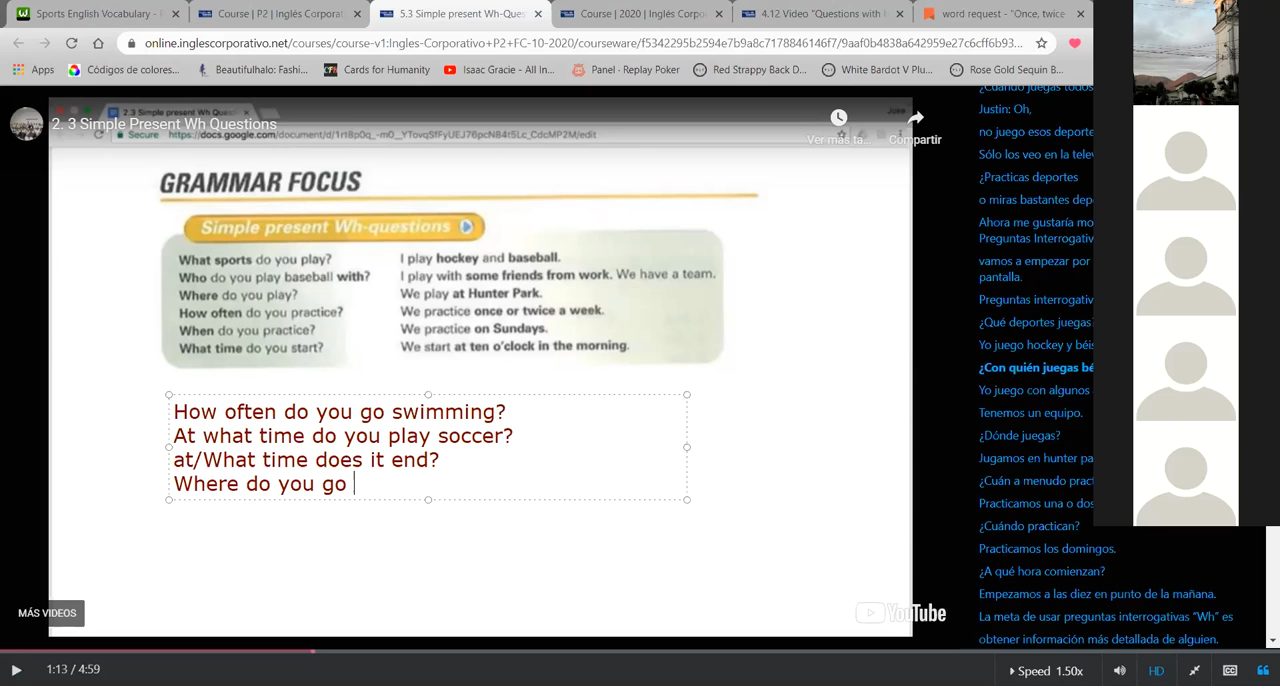 Sports English Vocabulary -
Course | P2 | Inglés Corporat
5.3 Simple present Wh-Ques
Course | 2020 | Inglés Corpo
4.12 Video "Questions with
word request - "Once, twice
online.inglescorporativo.net/courses/course-v1:Ingles-Corporativo+P2+FC-10-2020/courseware/f5342295b2594e7b9a8c7178846146f7/9aaf0b4838a642959e27c6cff6b93...
Apps
Códigos de colores...
Beautifulhalo: Fashi...
Cards for Humanity
Isaac Gracie - All In...
Panel · Replay Poker
Red Strappy Back D...
White Bardot V Plu...
Rose Gold Sequin B...
2.3 Simple present Wh Ques
2. 3 Simple Present Wh Questions
Secure
Ver más ta...
Compartir
GRAMMAR FOCUS
Simple present Wh-questions
What sports do you play? I play hockey and baseball.
Who do you play baseball with? I play with some friends from work. We have a team.
Where do you play? We play at Hunter Park.
How often do you practice? We practice once or twice a week.
When do you practice? We practice on Sundays.
What time do you start? We start at ten o'clock in the morning.
How often do you go swimming?
At what time do you play soccer?
at/What time does it end?
Where do you go
MÁS VIDEOS
YouTube
1:13 / 4:59
Speed 1.50x
HD
CC
¿Cuándo juegas todos
Justin: Oh,
no juego esos deporte
Sólo los veo en la telev
¿Practicas deportes
o miras bastantes dep
Ahora me gustaría mo
Preguntas Interrogativ
vamos a empezar por
pantalla.
Preguntas interrogativ
¿Qué deportes juegas?
Yo juego hockey y béis
¿Con quién juegas bé
Yo juego con algunos
Tenemos un equipo.
¿Dónde juegas?
Jugamos en hunter pa
¿Cuán a menudo pract
Practicamos una o dos
¿Cuándo practican?
Practicamos los domingos.
¿A qué hora comienzan?
Empezamos a las diez en punto de la mañana.
La meta de usar preguntas interrogativas “Wh” es
obtener información más detallada de alguien.